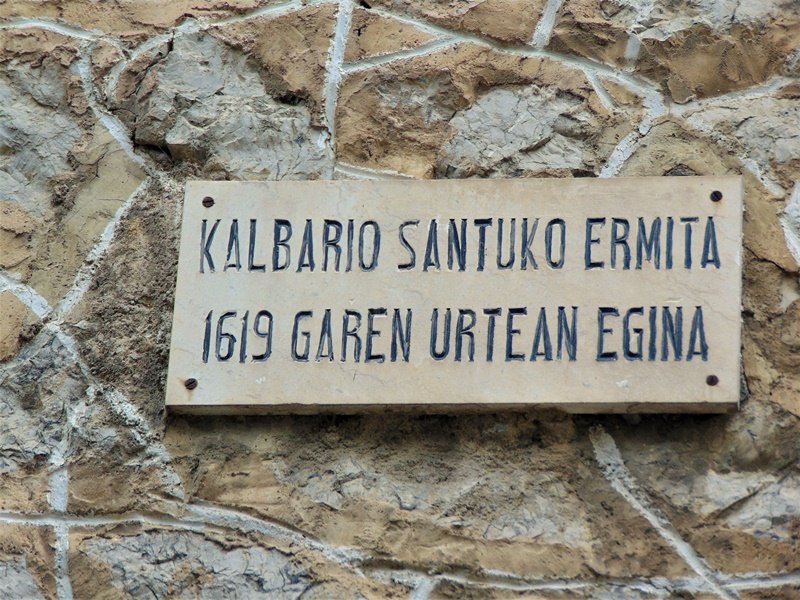 KALBARIO SANTUKO ERMITA
1619 GAREN URTEAN EGINA